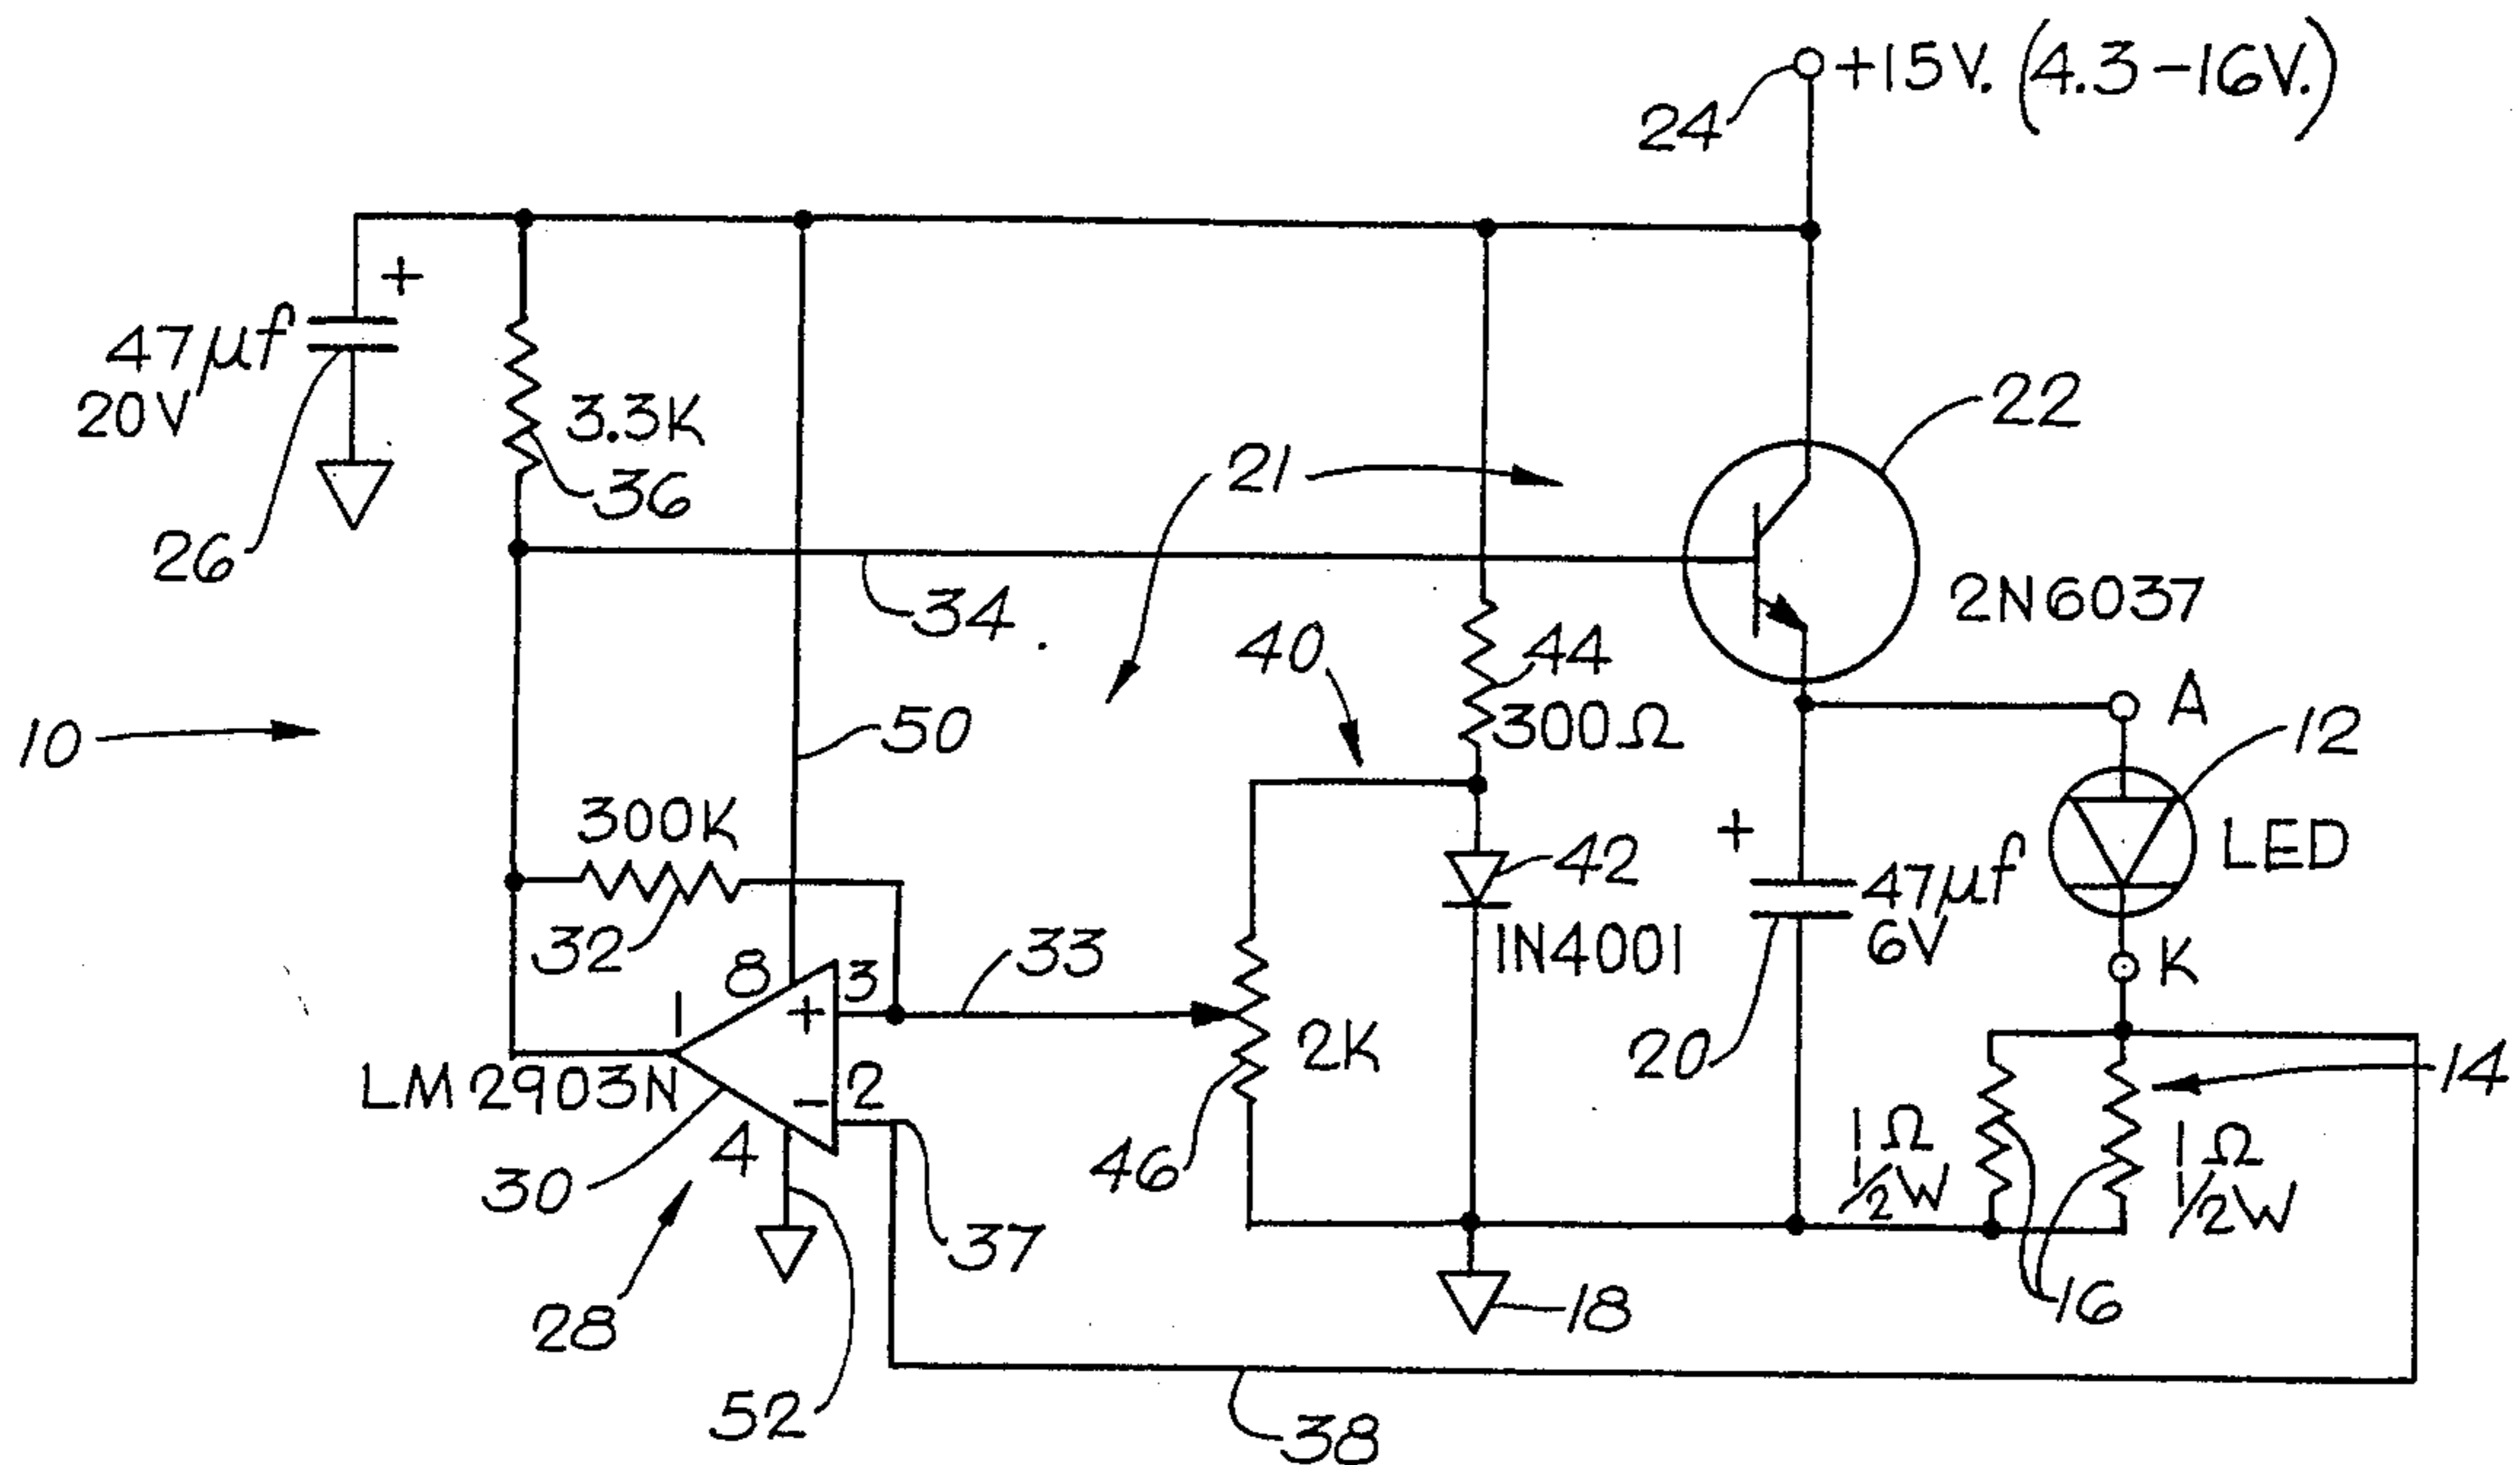 +15V. (4.3-16V.)
24
+
47µf
20V
3.3K
36
26
21
22
2N6037
34
40
44
300Ω
10
50
A
12
LED
300K
32
42
1N4001
+
47µf
6V
K
33
8
3
+
1
LM2903N
2
-
4
2K
20
46
14
1Ω
1/2W
1Ω
1/2W
30
37
28
18
16
52
38